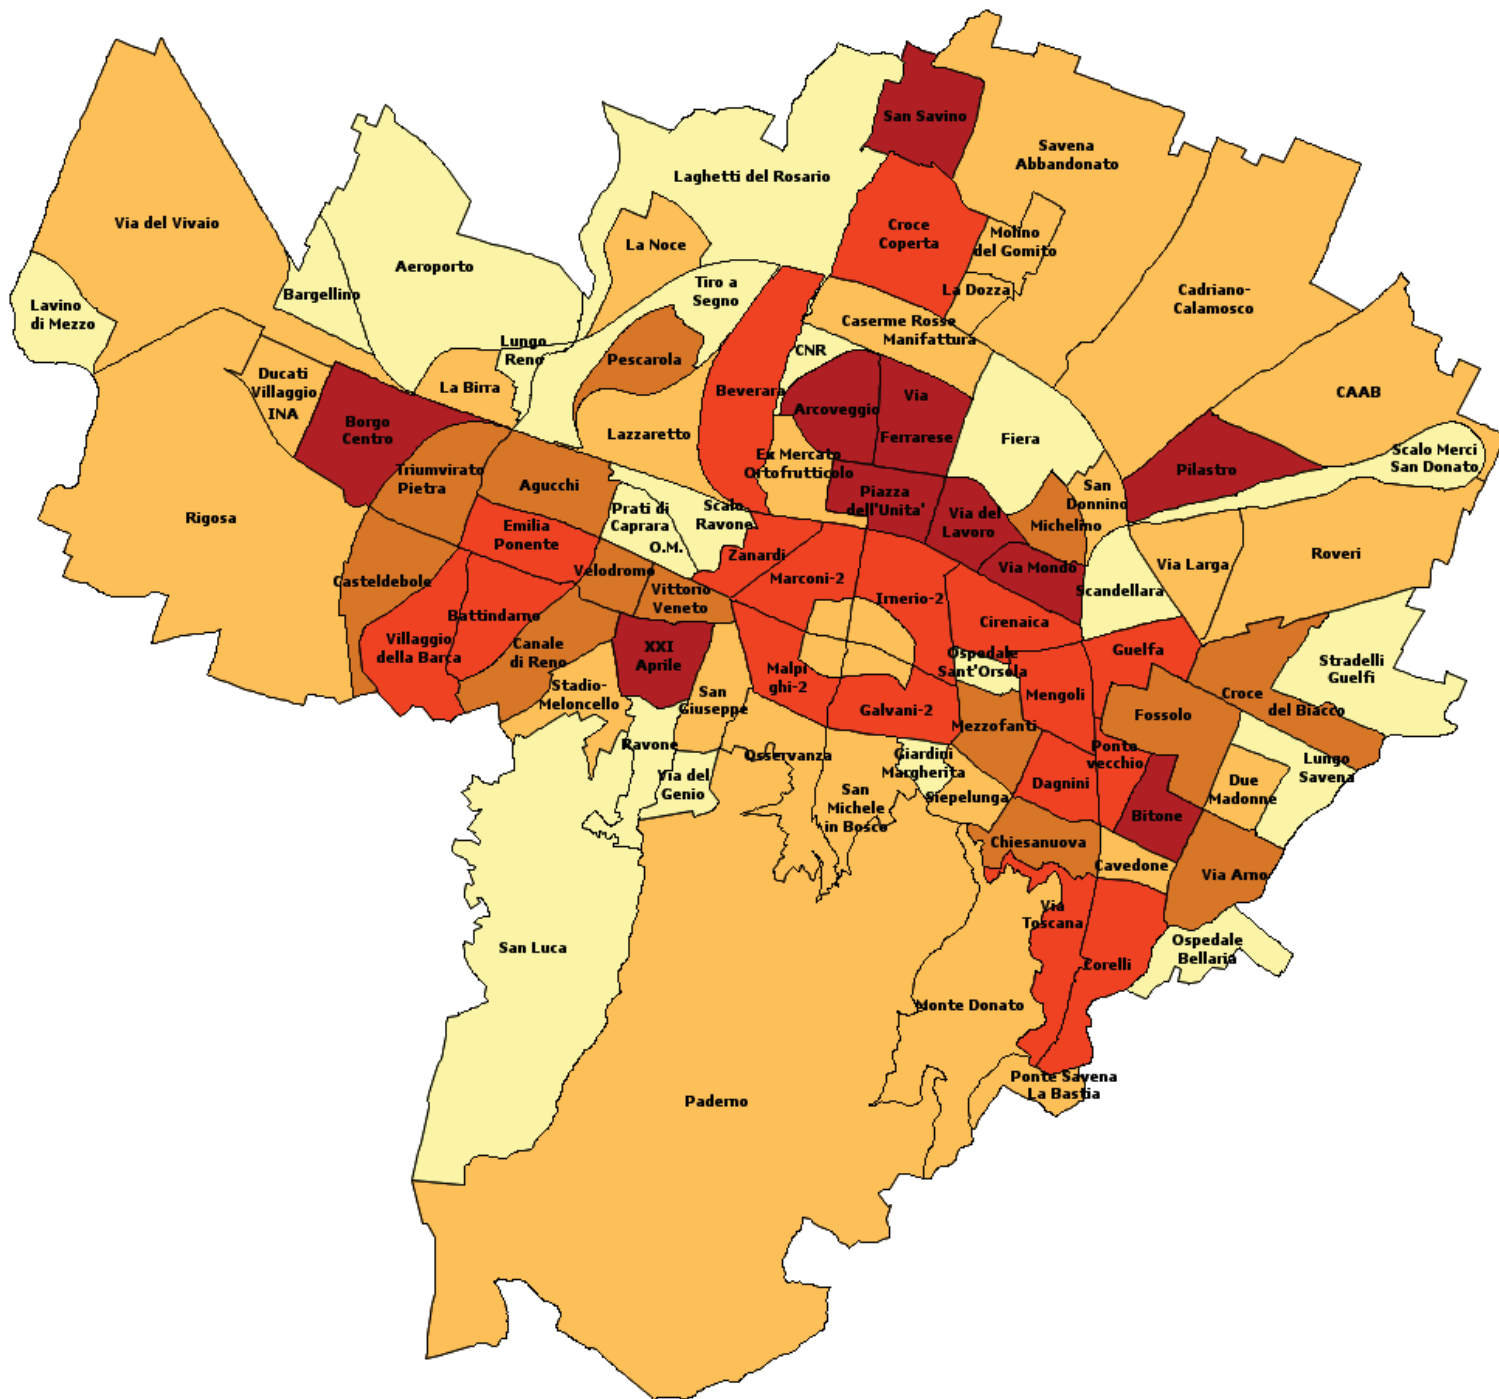 San Savino
Savena
Abbandonato
Laghetti del Rosario
Via del Vivaio
Croce
Coperta
La Noce
Molino
del Gomito
Aeroporto
Tiro a
Segno
Bargellino
La Dozza
Cadriano-
Calamosco
Lavino
di Mezzo
Caserme Rosse
Manifattura
Lungo
Reno
CNR
Pescarola
Ducati
Villaggio
INA
La Birra
Beverara
Via
Ferrarese
CAAB
Arcoveggio
Borgo
Centro
Lazzaretto
Fiera
Ex Mercato
Ortofrutticolo
Scalo Merci
San Donato
Triumvirato
Pietra
Pilastro
Agucchi
San
Donnino
Piazza
dell'Unita'
Prati di
Caprara
O.M.
Scalo
Ravone
Via del
Lavoro
Michelino
Rigosa
Emilia
Ponente
Zanardi
Roveri
Via Larga
Via Mondo
Casteldebole
Velodromo
Marconi-2
Vittorio
Veneto
Irnerio-2
Scandellara
Battindarno
Cirenaica
Villaggio
della Barca
Canale
di Reno
XXI
Aprile
Malpi
ghi-2
Ospedale
Sant'Orsola
Guelfa
Stradelli
Guelfi
Stadio-
Meloncello
San
Giuseppe
Mengoli
Croce
del Biacco
Galvani-2
Fossolo
Mezzofanti
Ravone
Osservanza
Giardini
Margherita
Ponte
vecchio
Lungo
Savena
Via del
Genio
Dagnini
Due
Madonne
San
Michele
in Bosco
Siepelunga
Bitone
Chiesanuova
Cavedone
Via Arno
Via
Toscana
San Luca
Ospedale
Bellaria
Corelli
Monte Donato
Ponte Savena
La Bastia
Paderno